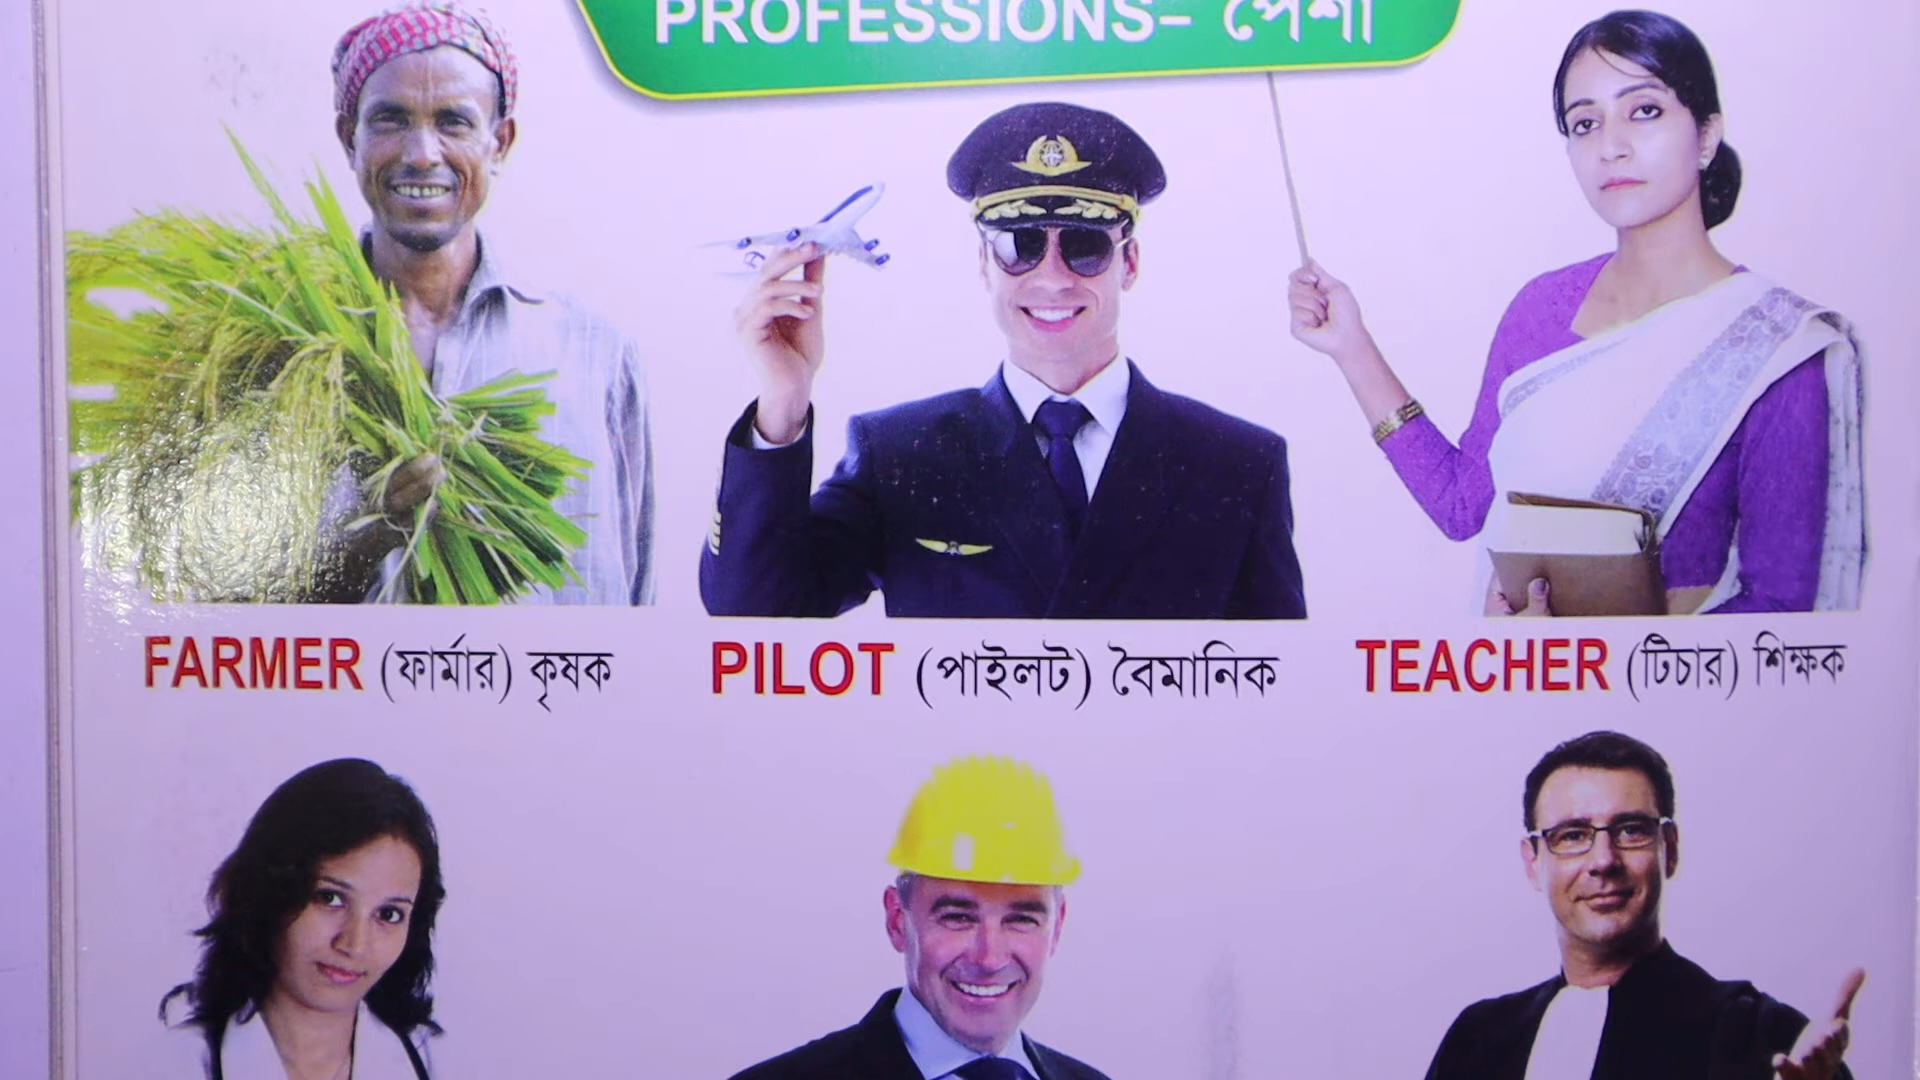 PROFESSIONS– পেশা
FARMER (ফার্মার) কৃষক
PILOT (পাইলট) বৈমানিক
TEACHER (টিচার) শিক্ষক